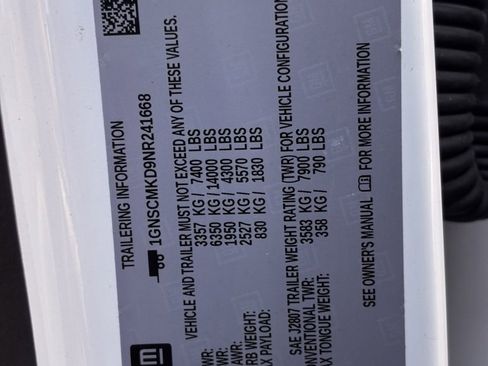 TRAILERING INFORMATION
1GNSCMKD9NR241668
VEHICLE AND TRAILER MUST NOT EXCEED ANY OF THESE VALUES.
WR: 3357 KG / 7400 LBS
WR: 6350 KG / 14000 LBS
AWR: 1950 KG / 4300 LBS
RB WEIGHT: 2527 KG / 5570 LBS
X PAYLOAD: 830 KG / 1830 LBS
SAE J2807 TRAILER WEIGHT RATING (TWR) FOR VEHICLE CONFIGURATION
ONVENTIONAL TWR: 3583 KG / 7900 LBS
AX TONGUE WEIGHT: 358 KG / 790 LBS
SEE OWNER'S MANUAL FOR MORE INFORMATION
gm